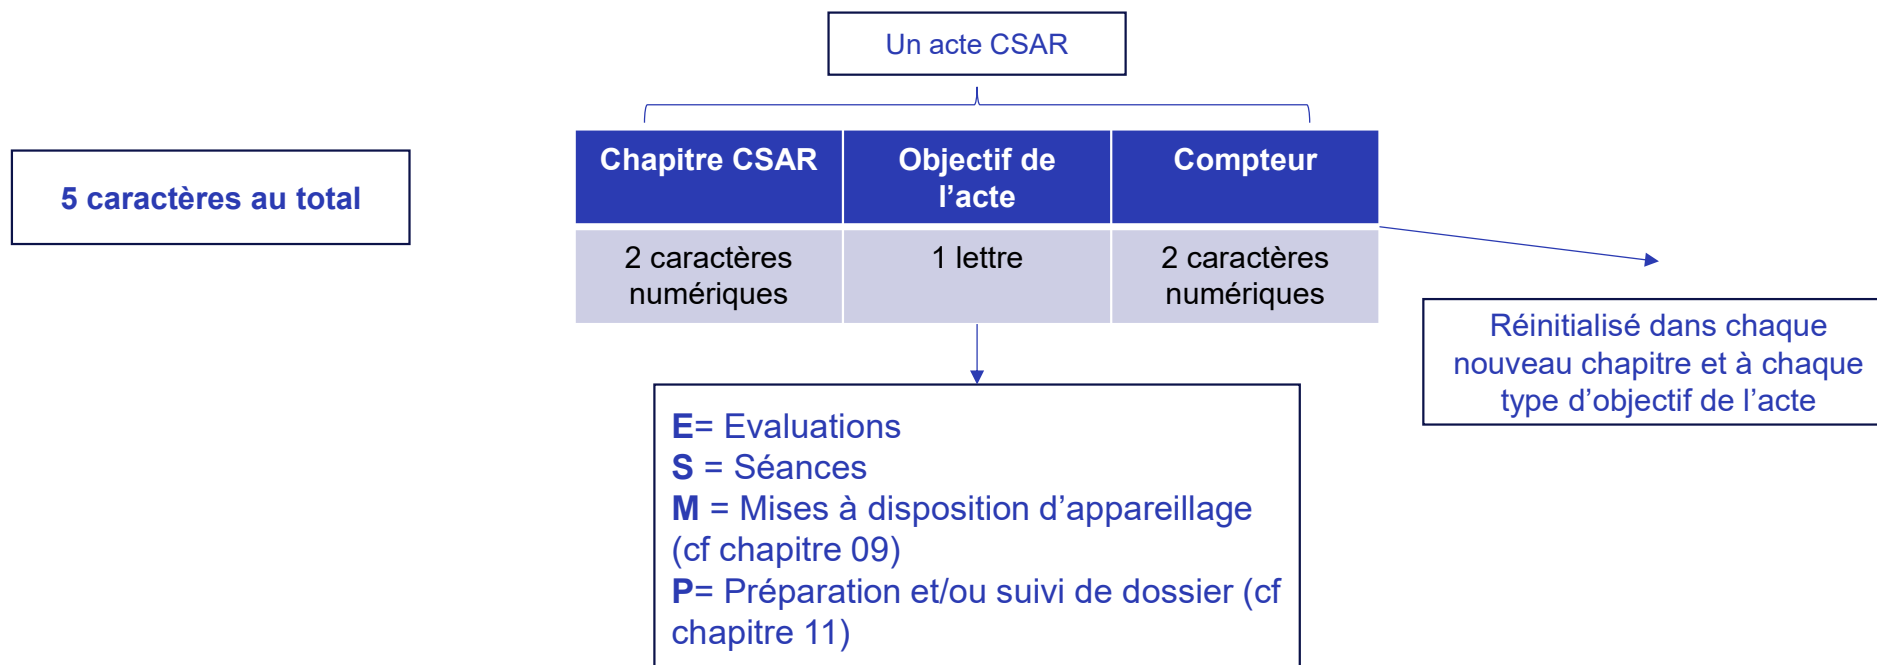 Un acte CSAR
5 caractères au total
Chapitre CSAR
Objectif de
l’acte
Compteur
2 caractères
numériques
1 lettre
2 caractères
numériques
Réinitialisé dans chaque
nouveau chapitre et à chaque
type d’objectif de l’acte
E= Evaluations
S = Séances
M = Mises à disposition d’appareillage
(cf chapitre 09)
P= Préparation et/ou suivi de dossier (cf
chapitre 11)